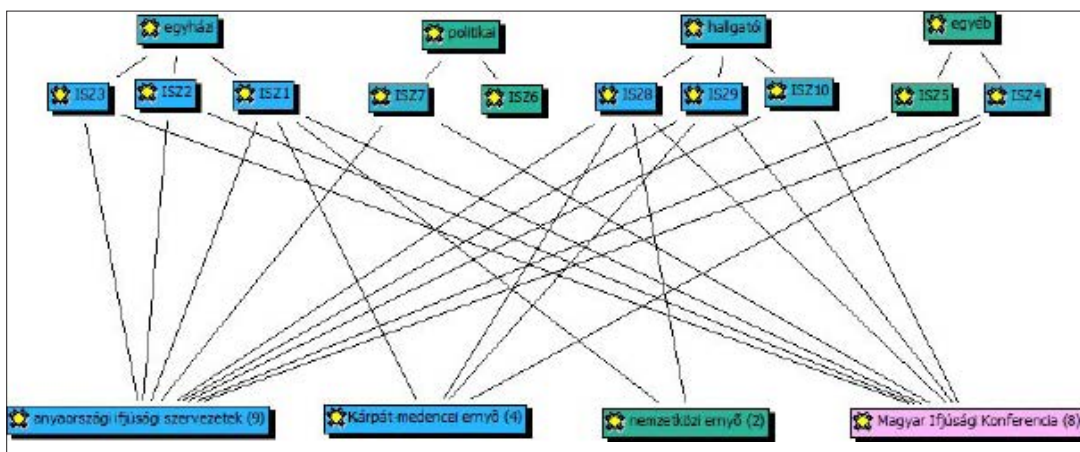 egyházi
politikai
hallgatói
egyéb
ISZ3
ISZ2
ISZ1
ISZ7
ISZ6
ISZ8
ISZ9
ISZ10
ISZ5
ISZ4
anyaországi ifjúsági szervezetek (9)
Kárpát-medencei ernyő (4)
nemzetközi ernyő (2)
Magyar Ifjúsági Konferencia (8)